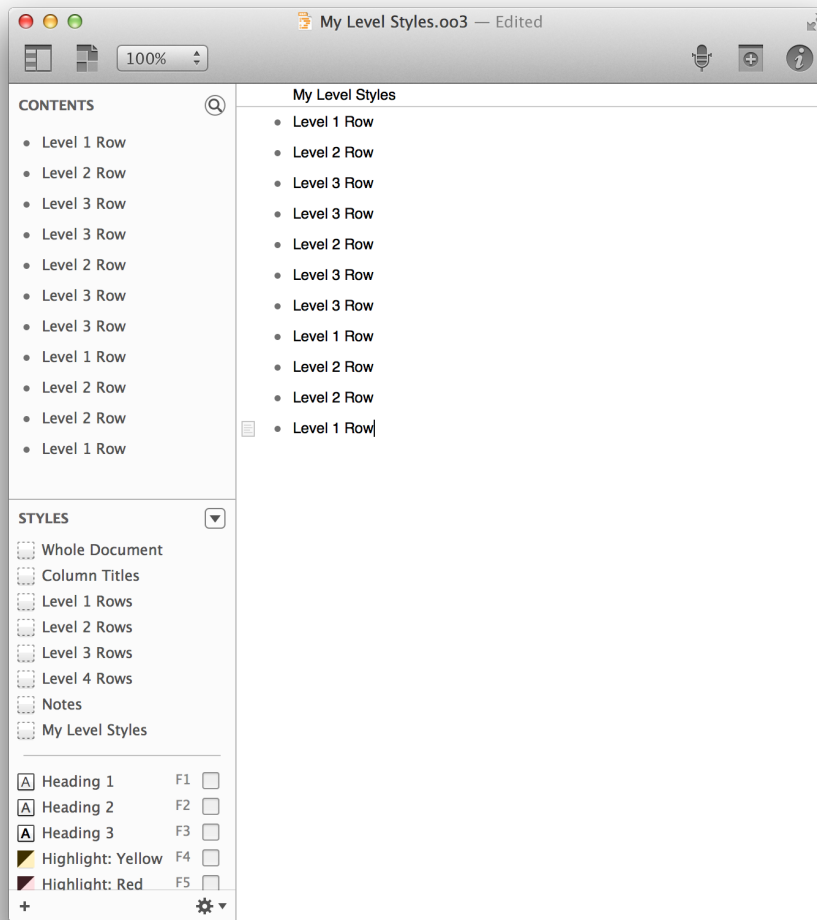 My Level Styles.oo3 — Edited
100%
CONTENTS
Level 1 Row
Level 2 Row
Level 3 Row
Level 3 Row
Level 2 Row
Level 3 Row
Level 3 Row
Level 1 Row
Level 2 Row
Level 2 Row
Level 1 Row
STYLES
Whole Document
Column Titles
Level 1 Rows
Level 2 Rows
Level 3 Rows
Level 4 Rows
Notes
My Level Styles
A Heading 1 F1
A Heading 2 F2
A Heading 3 F3
Highlight: Yellow F4
Highlight: Red F5
My Level Styles
Level 1 Row
Level 2 Row
Level 3 Row
Level 3 Row
Level 2 Row
Level 3 Row
Level 3 Row
Level 1 Row
Level 2 Row
Level 2 Row
Level 1 Row